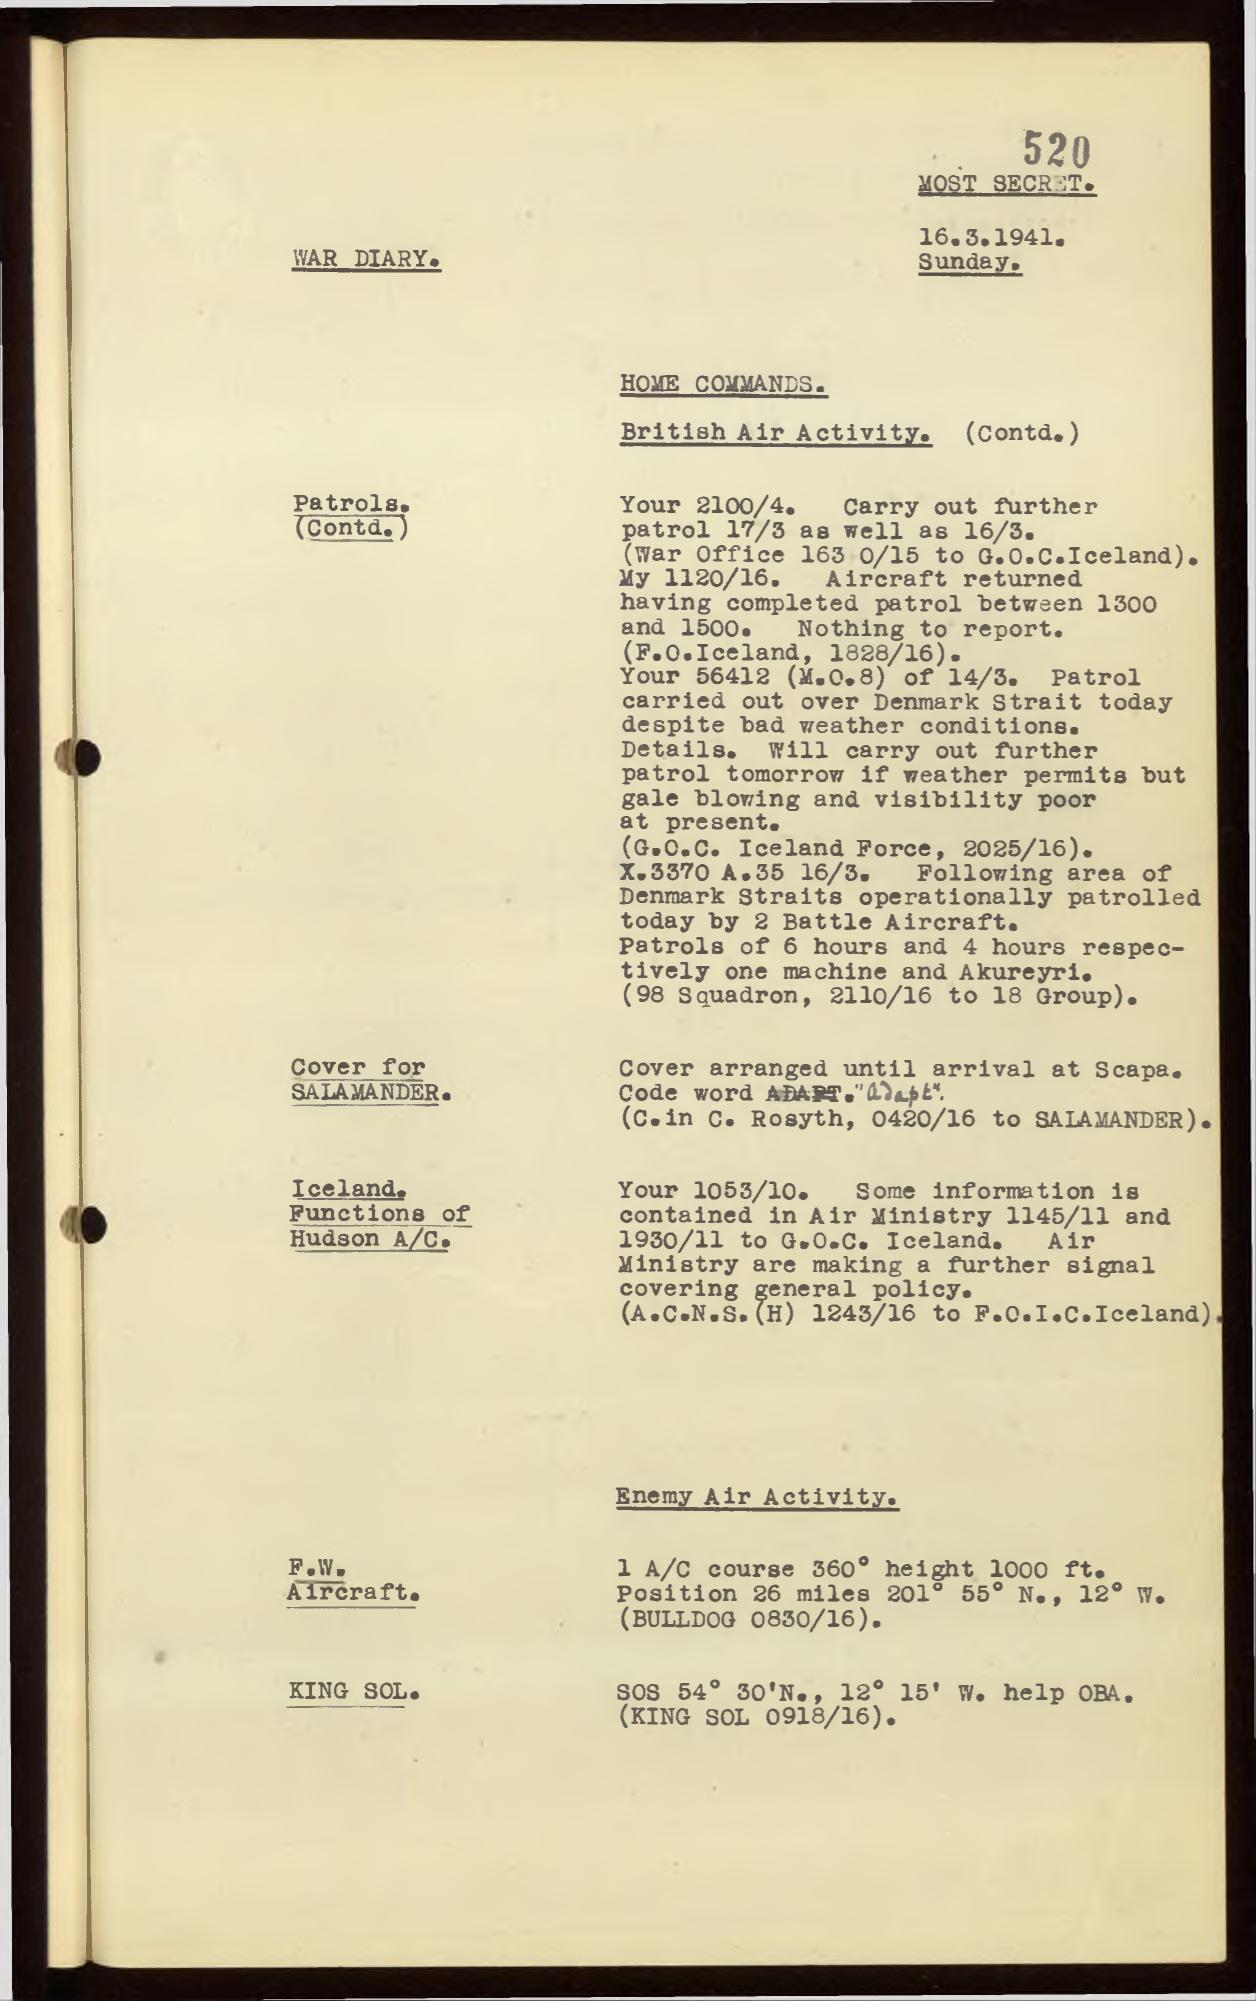 520
MOST SECRET.
16.3.1941.
Sunday.
WAR DIARY.
HOME COMMANDS.
British Air Activity. (Contd.)
Patrols.
(Contd.)
Your 2100/4. Carry out further
patrol 17/3 as well as 16/3.
(War Office 163 0/15 to G.O.C.Iceland).
My 1120/16. Aircraft returned
having completed patrol between 1300
and 1500. Nothing to report.
(F.O.Iceland, 1828/16).
Your 56412 (M.O.8) of 14/3. Patrol
carried out over Denmark Strait today
despite bad weather conditions.
Details. Will carry out further
patrol tomorrow if weather permits but
gale blowing and visibility poor
at present.
(G.O.C. Iceland Force, 2025/16).
X.3370 A.35 16/3. Following area of
Denmark Straits operationally patrolled
today by 2 Battle Aircraft.
Patrols of 6 hours and 4 hours respec-
tively one machine and Akureyri.
(98 Squadron, 2110/16 to 18 Group).
Cover for
SALAMANDER.
Cover arranged until arrival at Scapa.
Code word ADAPT. "Adapt".
(C.in C. Rosyth, 0420/16 to SALAMANDER).
Iceland.
Functions of
Hudson A/C.
Your 1053/10. Some information is
contained in Air Ministry 1145/11 and
1930/11 to G.O.C. Iceland. Air
Ministry are making a further signal
covering general policy.
(A.C.N.S.(H) 1243/16 to F.O.I.C.Iceland).
Enemy Air Activity.
F.W.
Aircraft.
1 A/C course 360° height 1000 ft.
Position 26 miles 201° 55° N., 12° W.
(BULLDOG 0830/16).
KING SOL.
SOS 54° 30'N., 12° 15' W. help OBA.
(KING SOL 0918/16).